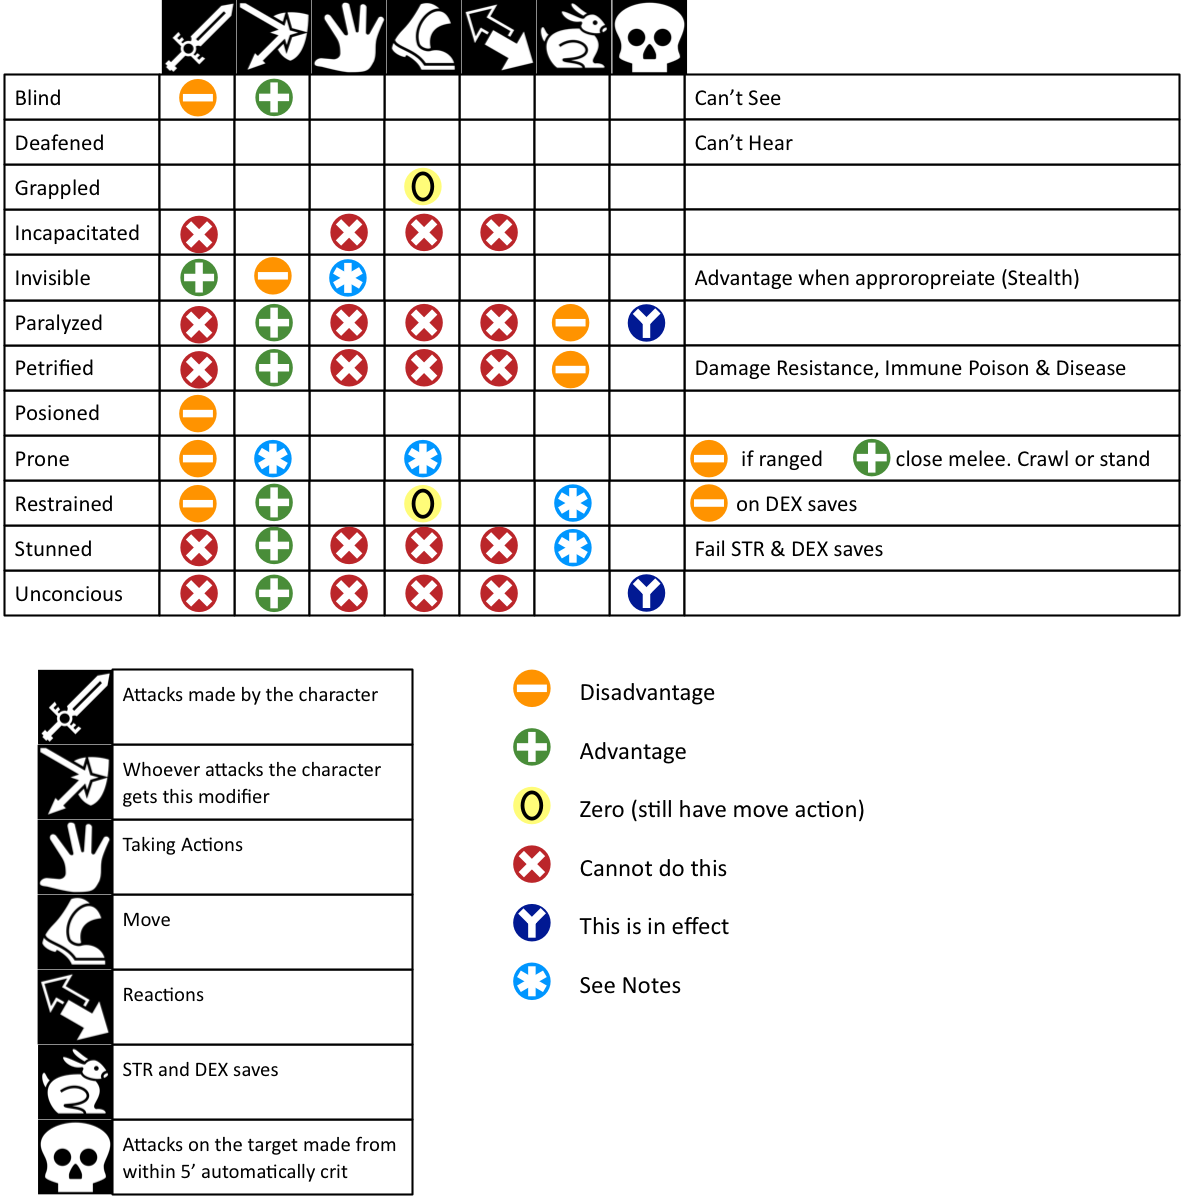 Blind Can't See
Deafened Can't Hear
Grappled 0
Incapacitated
Invisible Advantage when approropreiate (Stealth)
Paralyzed Y
Petrified Damage Resistance, Immune Poison & Disease
Posioned
Prone if ranged close melee. Crawl or stand
Restrained 0 on DEX saves
Stunned Fail STR & DEX saves
Unconcious Y
Attacks made by the character
Whoever attacks the character
gets this modifier
Taking Actions
Move
Reactions
STR and DEX saves
Attacks on the target made from
within 5’ automatically crit
Disadvantage
Advantage
0 Zero (still have move action)
Cannot do this
Y This is in effect
See Notes